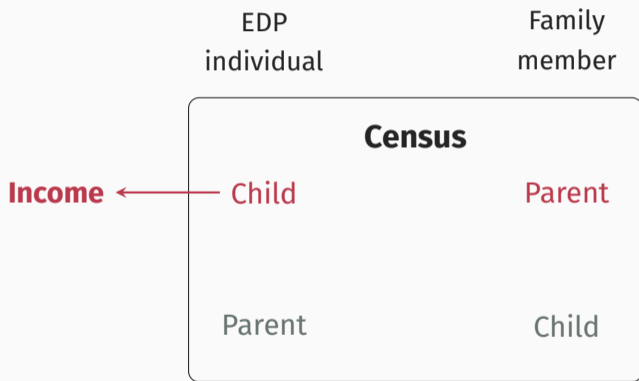 EDP
individual
Family
member
Census
Income
Child
Parent
Parent
Child